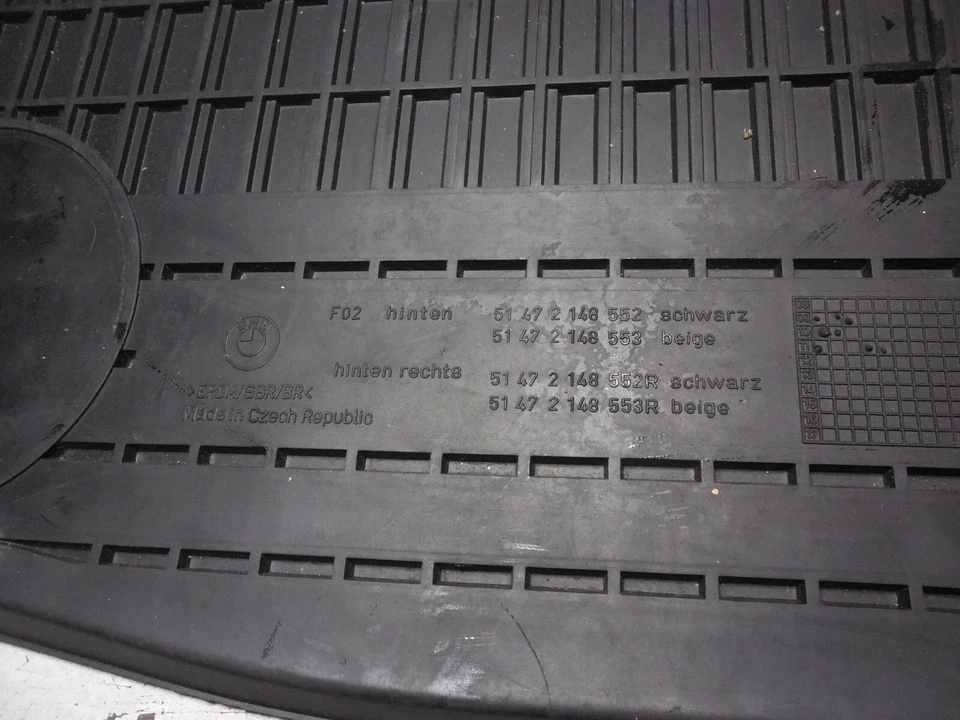 F02 hinten 51 47 2 148 552 schwarz
51 47 2 148 553 beige
hinten rechts 51 47 2 148 552R schwarz
51 47 2 148 553R beige
BMW
>EPDM/SBR/BR<
Made in Czech Republic